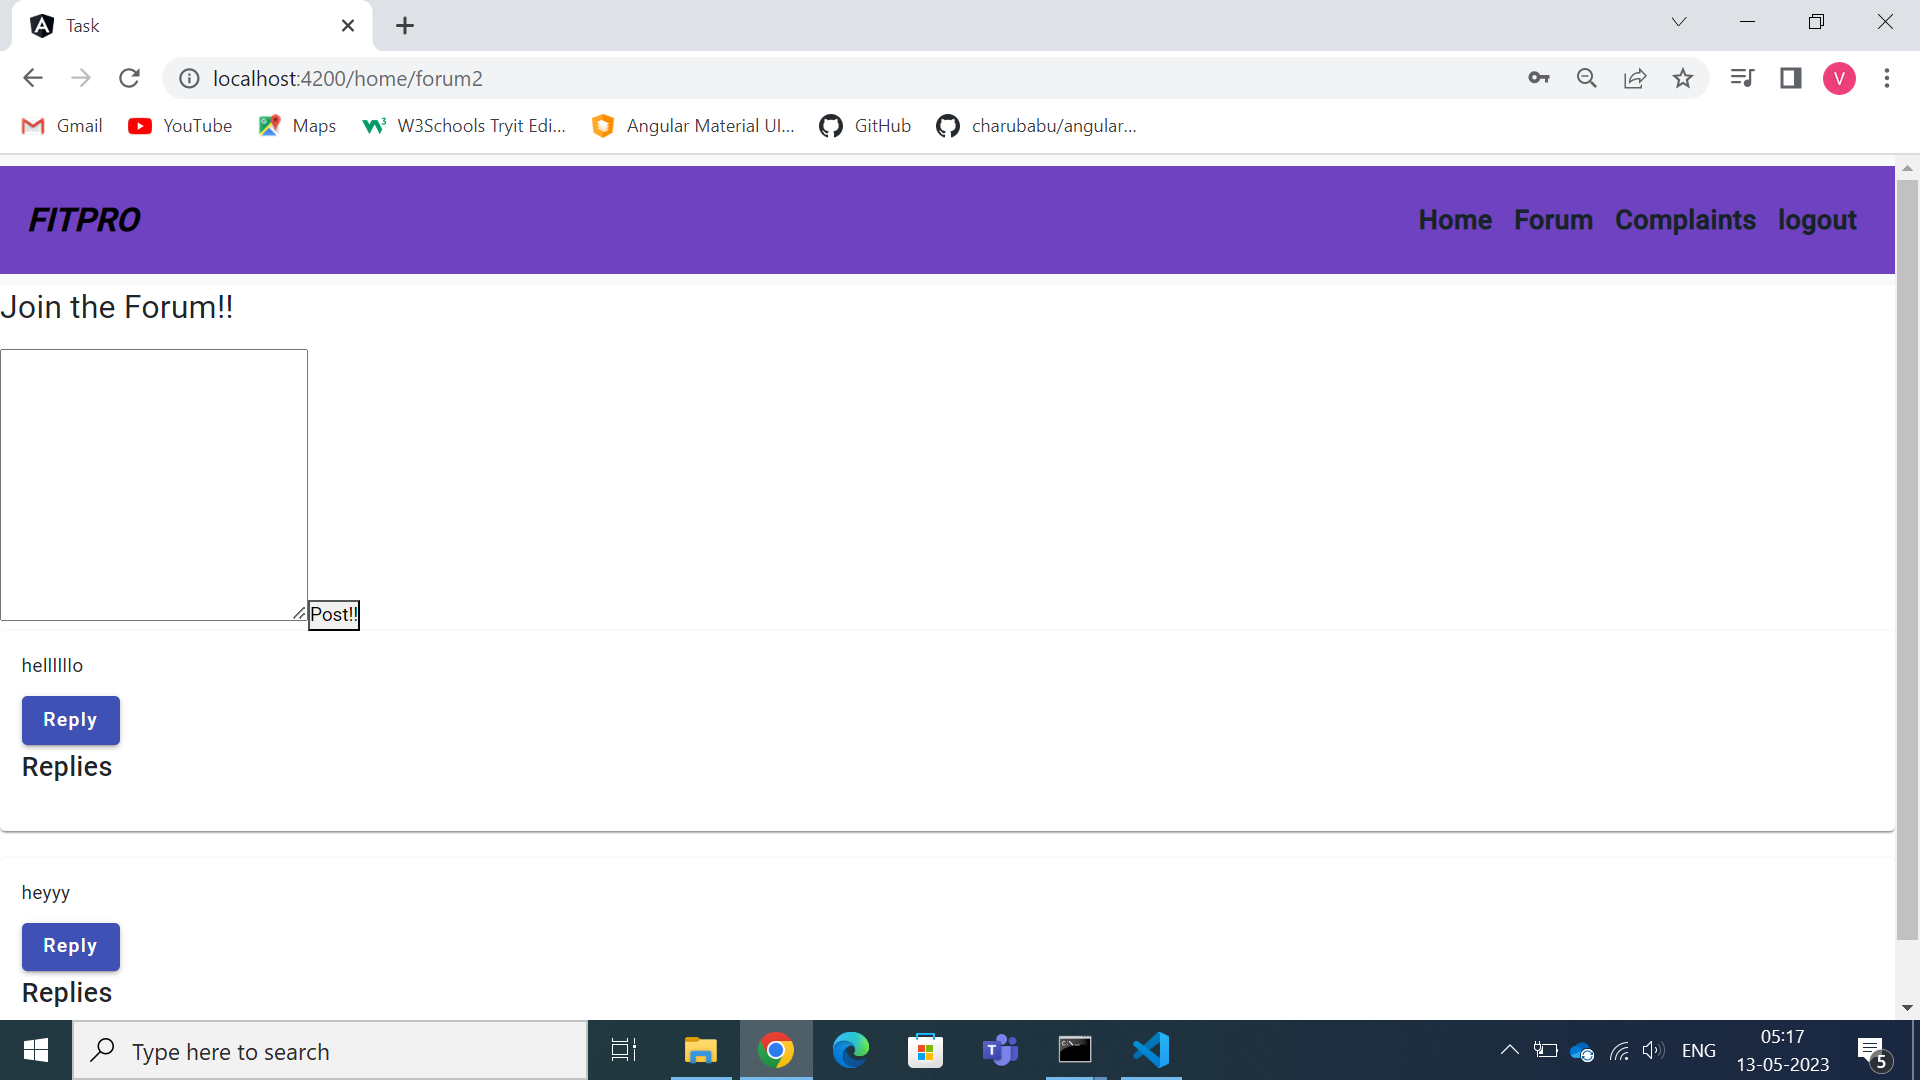 Task
localhost:4200/home/forum2
V
Gmail
YouTube
Maps
W3Schools Tryit Edi...
Angular Material UI...
GitHub
charubabu/angular...
FITPRO
Home Forum Complaints logout
Join the Forum!!
Post!!
hellllllo
Reply
Replies
heyyy
Reply
Replies
Type here to search
ENG
05:17
13-05-2023
5